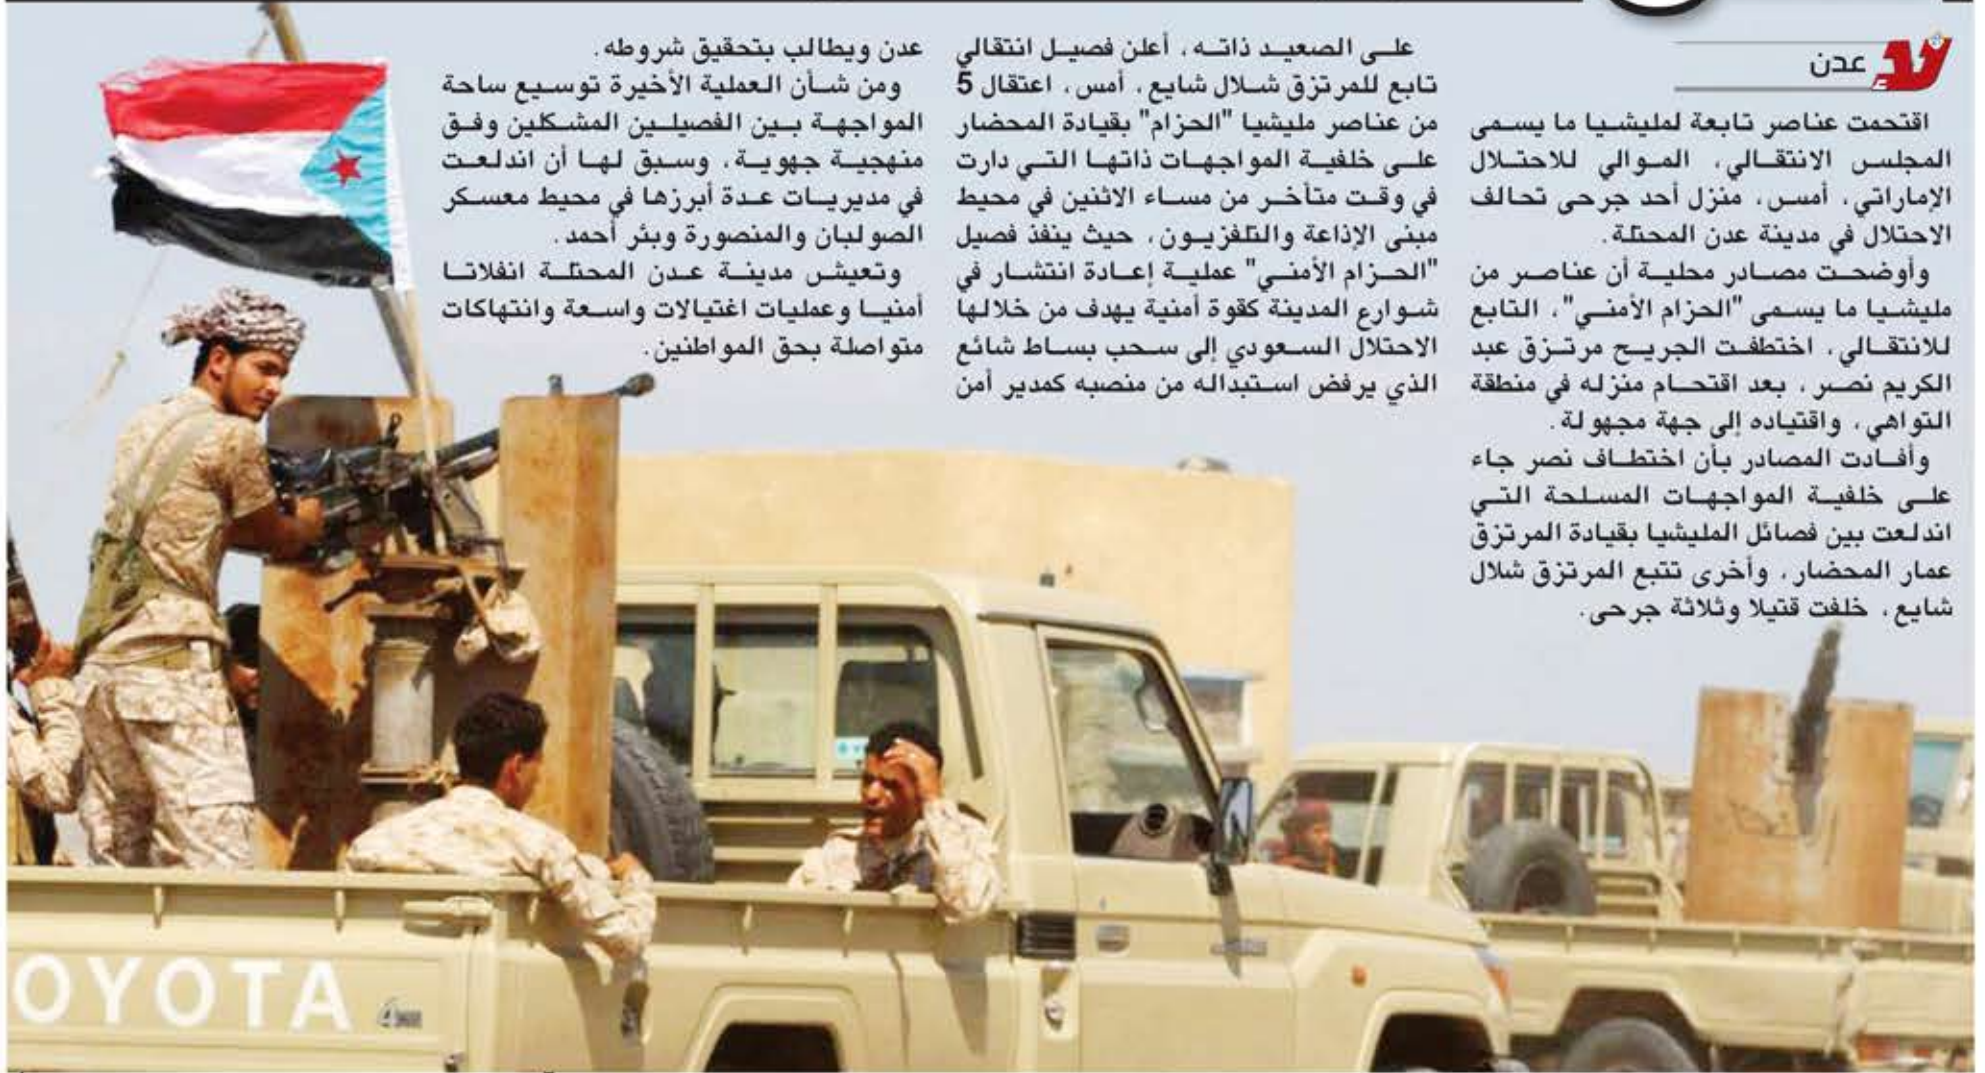 عدن
اقتحمت عناصر تابعة لمليشيا ما يسمى
المجلس الانتقالي، الموالي للاحتلال
الإماراتي، أمس، منزل أحد جرحى تحالف
الاحتلال في مدينة عدن المحتلة.
وأوضحت مصادر محلية أن عناصر من
مليشيا ما يسمى "الحزام الأمني"، التابع
للانتقالي، اختطفت الجريح مرتزق عبد
الكريم نصر، بعد اقتحام منزله في منطقة
التواهي، واقتياده إلى جهة مجهولة.
وأفادت المصادر بأن اختطاف نصر جاء
على خلفية المواجهات المسلحة التي
اندلعت بين فصائل المليشيا بقيادة المرتزق
عمار المحضار، وأخرى تتبع المرتزق شلال
شايع، خلفت قتيلا وثلاثة جرحى.
على الصعيد ذاته، أعلن فصيل انتقالي
تابع للمرتزق شلال شايع، أمس، اعتقال 5
من عناصر مليشيا "الحزام" بقيادة المحضار
على خلفية المواجهات ذاتها التي دارت
في وقت متأخر من مساء الاثنين في محيط
مبنى الإذاعة والتلفزيون، حيث ينفذ فصيل
"الحزام الأمني" عملية إعادة انتشار في
شوارع المدينة كقوة أمنية يهدف من خلالها
الاحتلال السعودي إلى سحب بساط شائع
الذي يرفض استبداله من منصبه كمدير أمن
عدن ويطالب بتحقيق شروطه.
ومن شأن العملية الأخيرة توسيع ساحة
المواجهة بين الفصيلين المشكلين وفق
منهجية جهوية، وسبق لها أن اندلعت
في مديريات عدة أبرزها في محيط معسكر
الصولبان والمنصورة وبئر أحمد.
وتعيش مدينة عدن المحتلة انفلاتا
أمنيا وعمليات اغتيالات واسعة وانتهاكات
متواصلة بحق المواطنين.
OYOTA